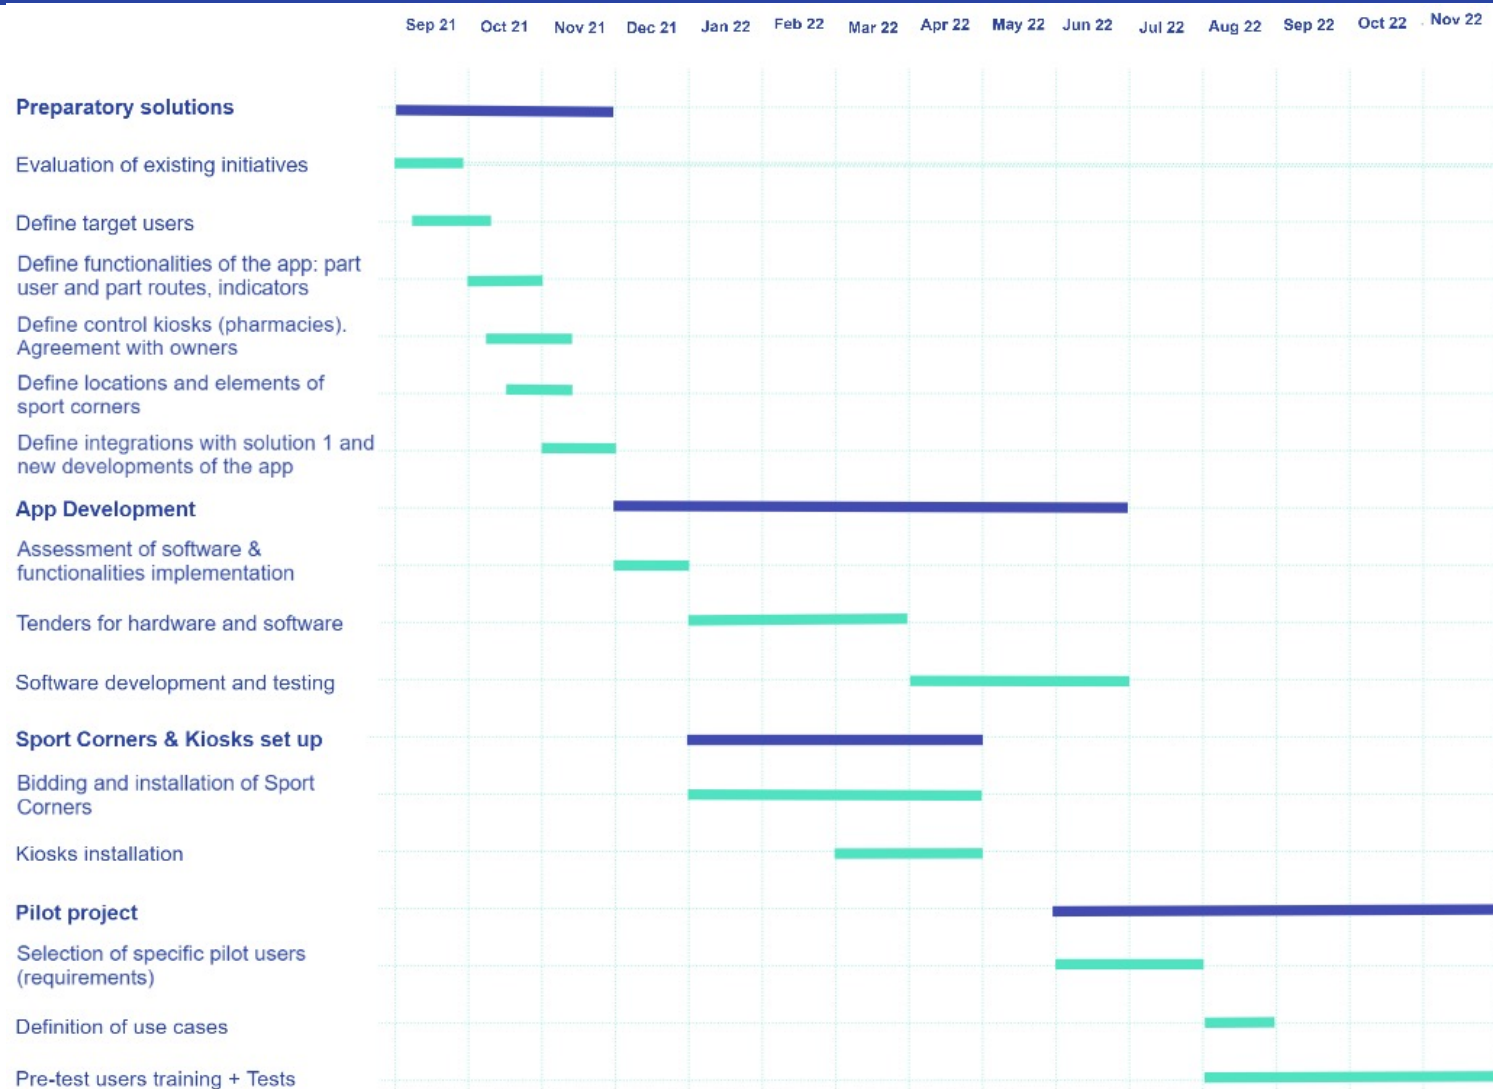 Sep 21 Oct 21 Nov 21 Dec 21 Jan 22 Feb 22 Mar 22 Apr 22 May 22 Jun 22 Jul 22 Aug 22 Sep 22 Oct 22 Nov 22
Preparatory solutions
Evaluation of existing initiatives
Define target users
Define functionalities of the app: part
user and part routes, indicators
Define control kiosks (pharmacies).
Agreement with owners
Define locations and elements of
sport corners
Define integrations with solution 1 and
new developments of the app
App Development
Assessment of software &
functionalities implementation
Tenders for hardware and software
Software development and testing
Sport Corners & Kiosks set up
Bidding and installation of Sport
Corners
Kiosks installation
Pilot project
Selection of specific pilot users
(requirements)
Definition of use cases
Pre-test users training + Tests